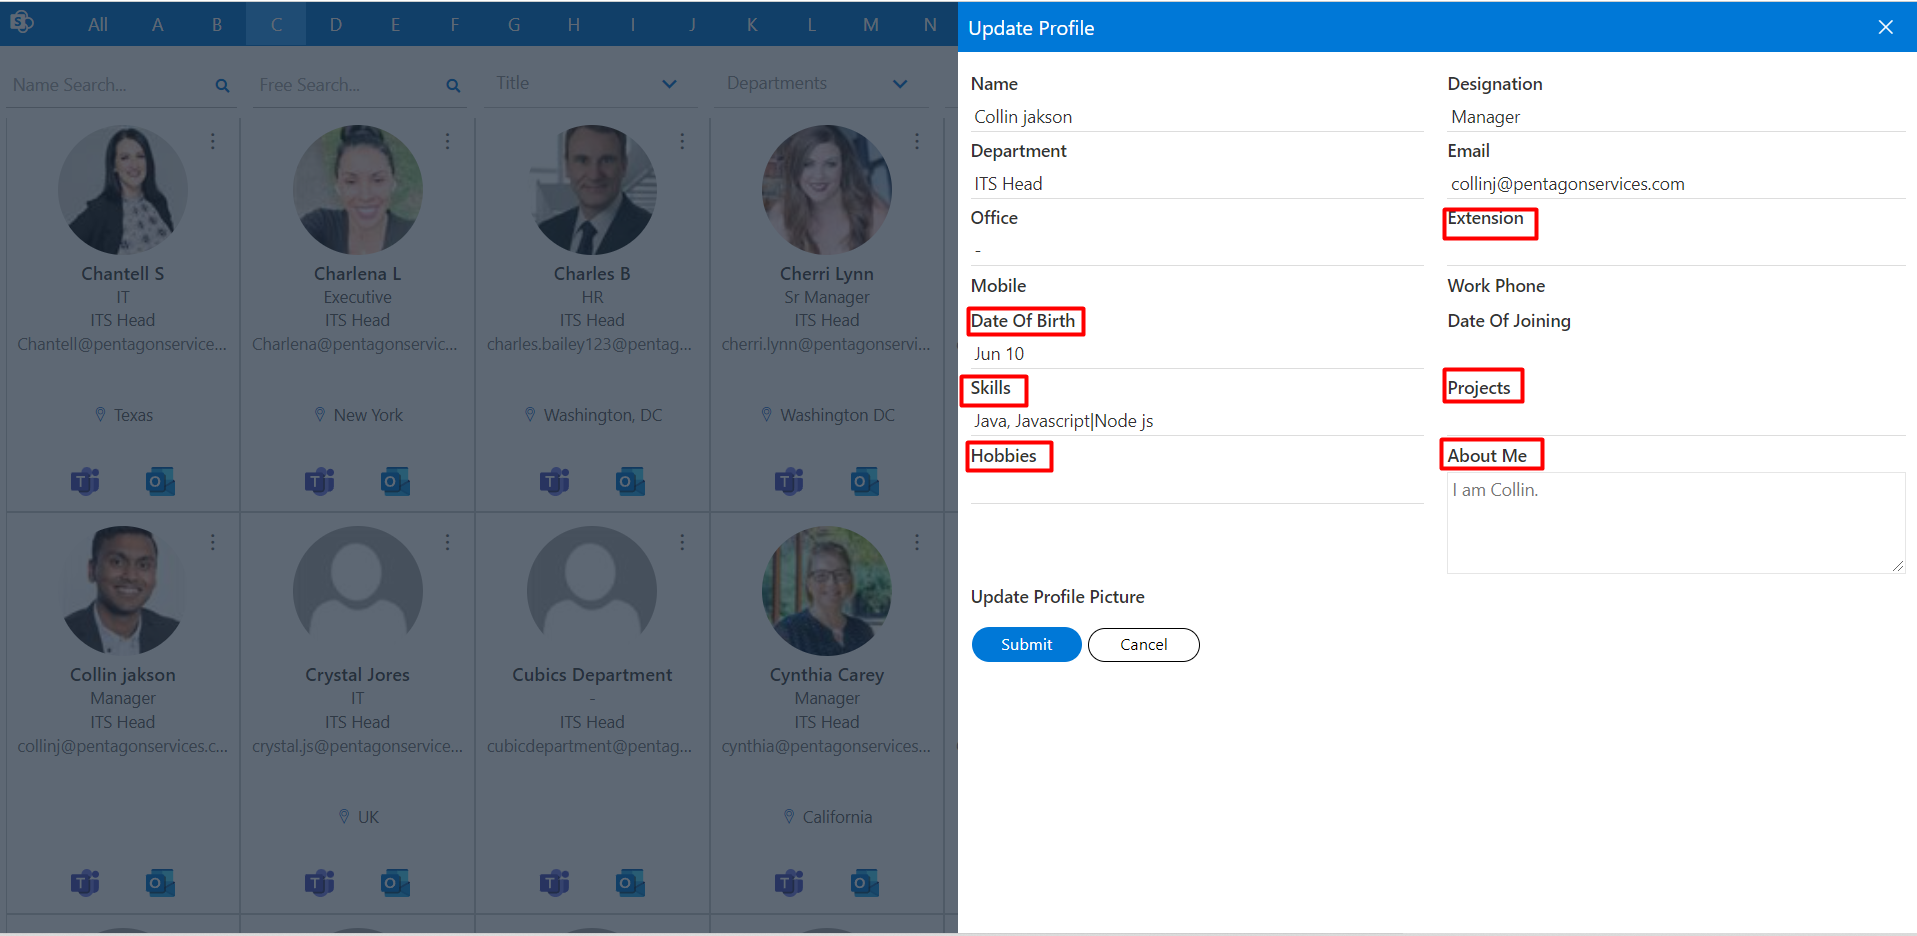 S All A B C D E F G H I J K L M N
Name Search... Free Search... Title Departments
Chantell S Charlena L Charles B Cherri Lynn
IT Executive HR Sr Manager
ITS Head ITS Head ITS Head ITS Head
Chantell@pentagonservice... Charlena@pentagonservic... charles.bailey123@pentag... cherri.lynn@pentagonservi...
Texas New York Washington, DC Washington DC
T O T O T O T O
Collin jakson Crystal Jores Cubics Department Cynthia Carey
Manager IT - Manager
ITS Head ITS Head ITS Head ITS Head
collinj@pentagonservices.c... crystal.js@pentagonservice... cubicdepartment@pentag... cynthia@pentagonservices...
UK California
T O T O T O T O
Update Profile
Name Designation
Collin jakson Manager
Department Email
ITS Head collinj@pentagonservices.com
Office Extension
-
Mobile Work Phone
Date Of Birth Date Of Joining
Jun 10
Skills Projects
Java, Javascript|Node js
Hobbies About Me
I am Collin.
Update Profile Picture
Submit Cancel